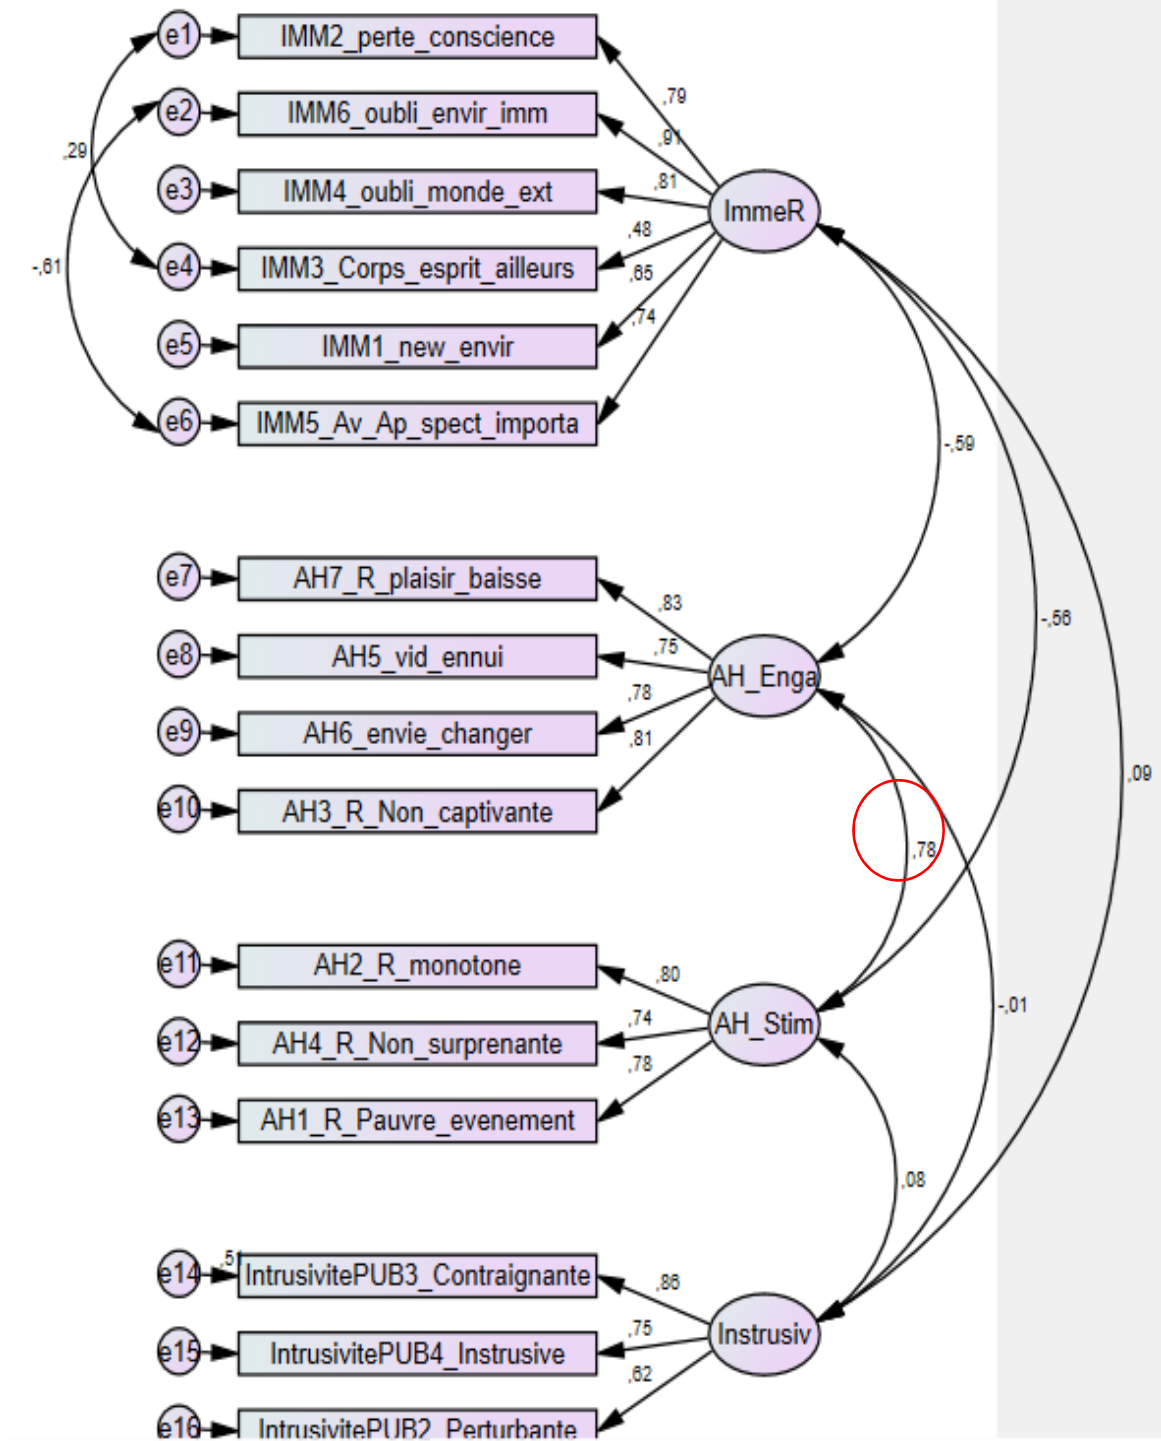 e1 IMM2_perte_conscience
,79
e2 IMM6_oubli_envir_imm
,91
,29
e3 IMM4_oubli_monde_ext
,81
ImmeR
,48
-,61
e4 IMM3_Corps_esprit_ailleurs
,65
,74
e5 IMM1_new_envir
e6 IMM5_Av_Ap_spect_importa
-,59
e7 AH7_R_plaisir_baisse
,83
-,56
e8 AH5_vid_ennui
,75
AH_Enga
,78
e9 AH6_envie_changer
,81
,09
e10 AH3_R_Non_captivante
,78
e11 AH2_R_monotone
,80
-,01
,74
AH_Stim
e12 AH4_R_Non_surprenante
,78
e13 AH1_R_Pauvre_evenement
,08
,51
e14 IntrusivitePUB3_Contraignante
,86
,75
Instrusiv
e15 IntrusivitePUB4_Instrusive
,62
e16 IntrusivitePUB2_Perturbante